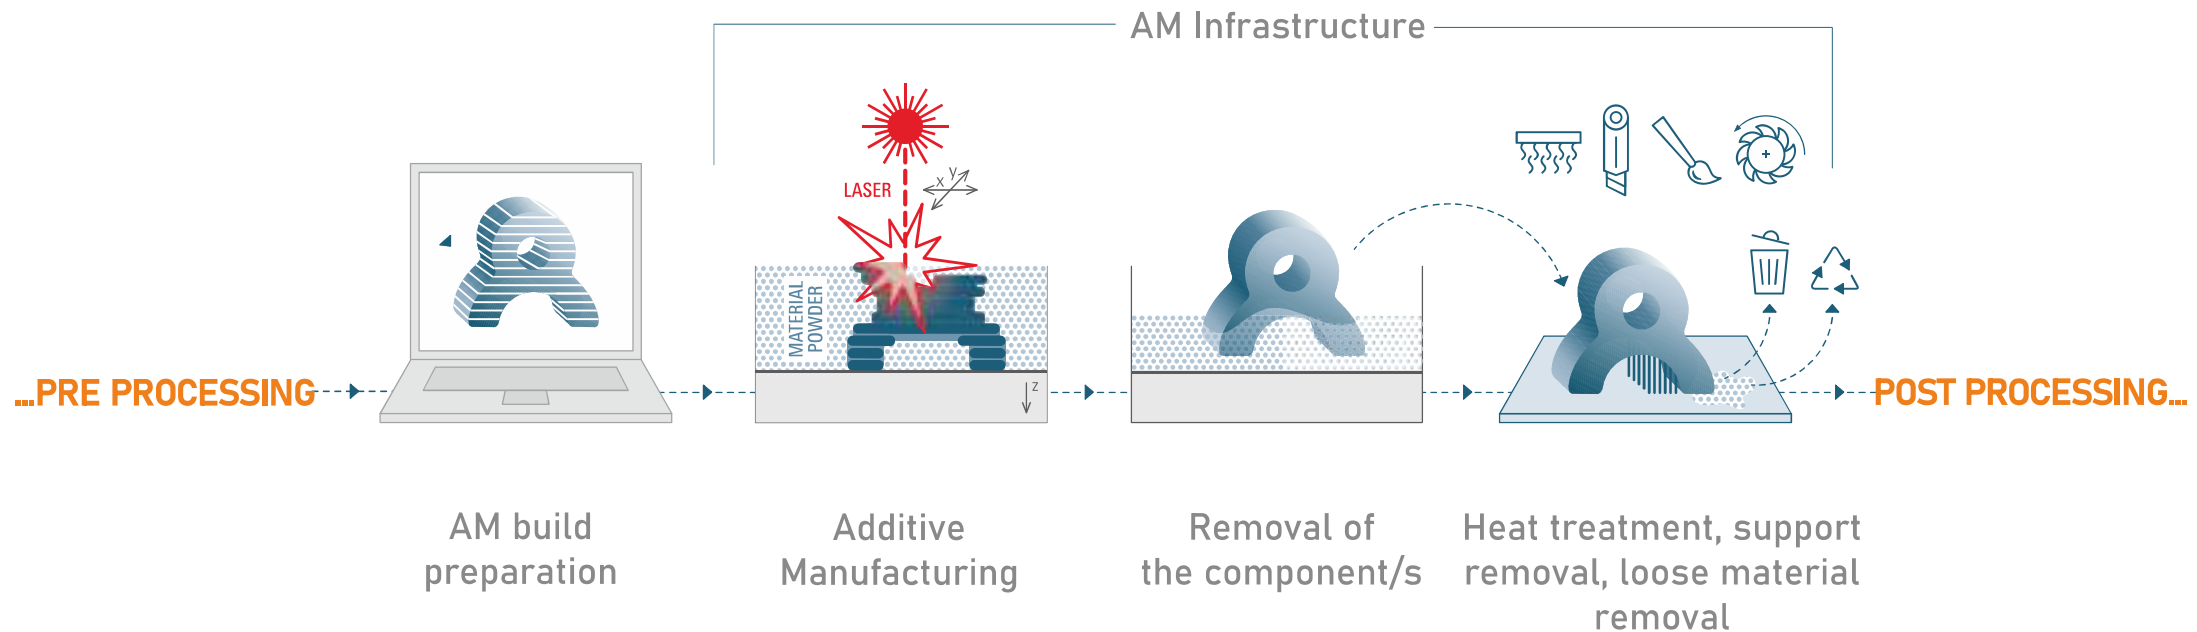 AM Infrastructure
LASER
x
y
MATERIAL
POWDER
z
...PRE PROCESSING
POST PROCESSING...
AM build
preparation
Additive
Manufacturing
Removal of
the component/s
Heat treatment, support
removal, loose material
removal